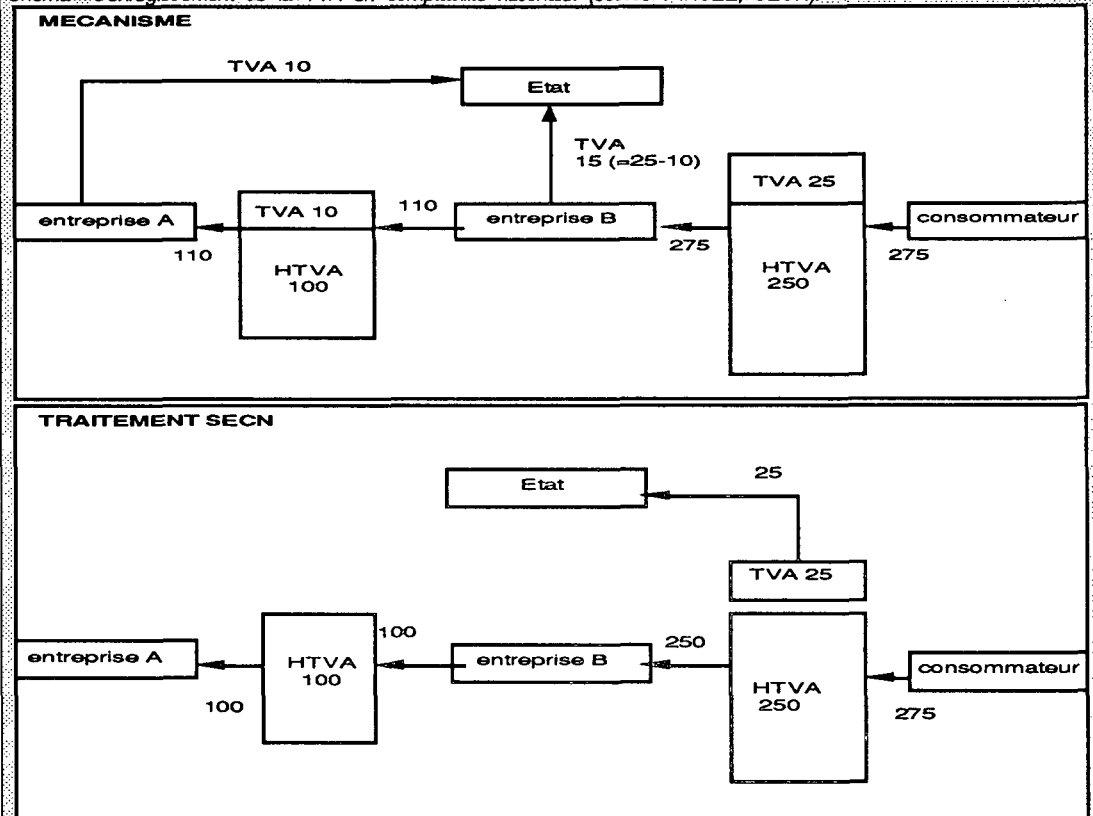 MECANISME
TVA 10
Etat
TVA
15 (=25-10)
TVA 25
entreprise A
TVA 10
110
entreprise B
consommateur
110
275
275
HTVA
100
HTVA
250
TRAITEMENT SECN
25
Etat
TVA 25
100
250
entreprise A
HTVA
100
entreprise B
consommateur
HTVA
250
100
275